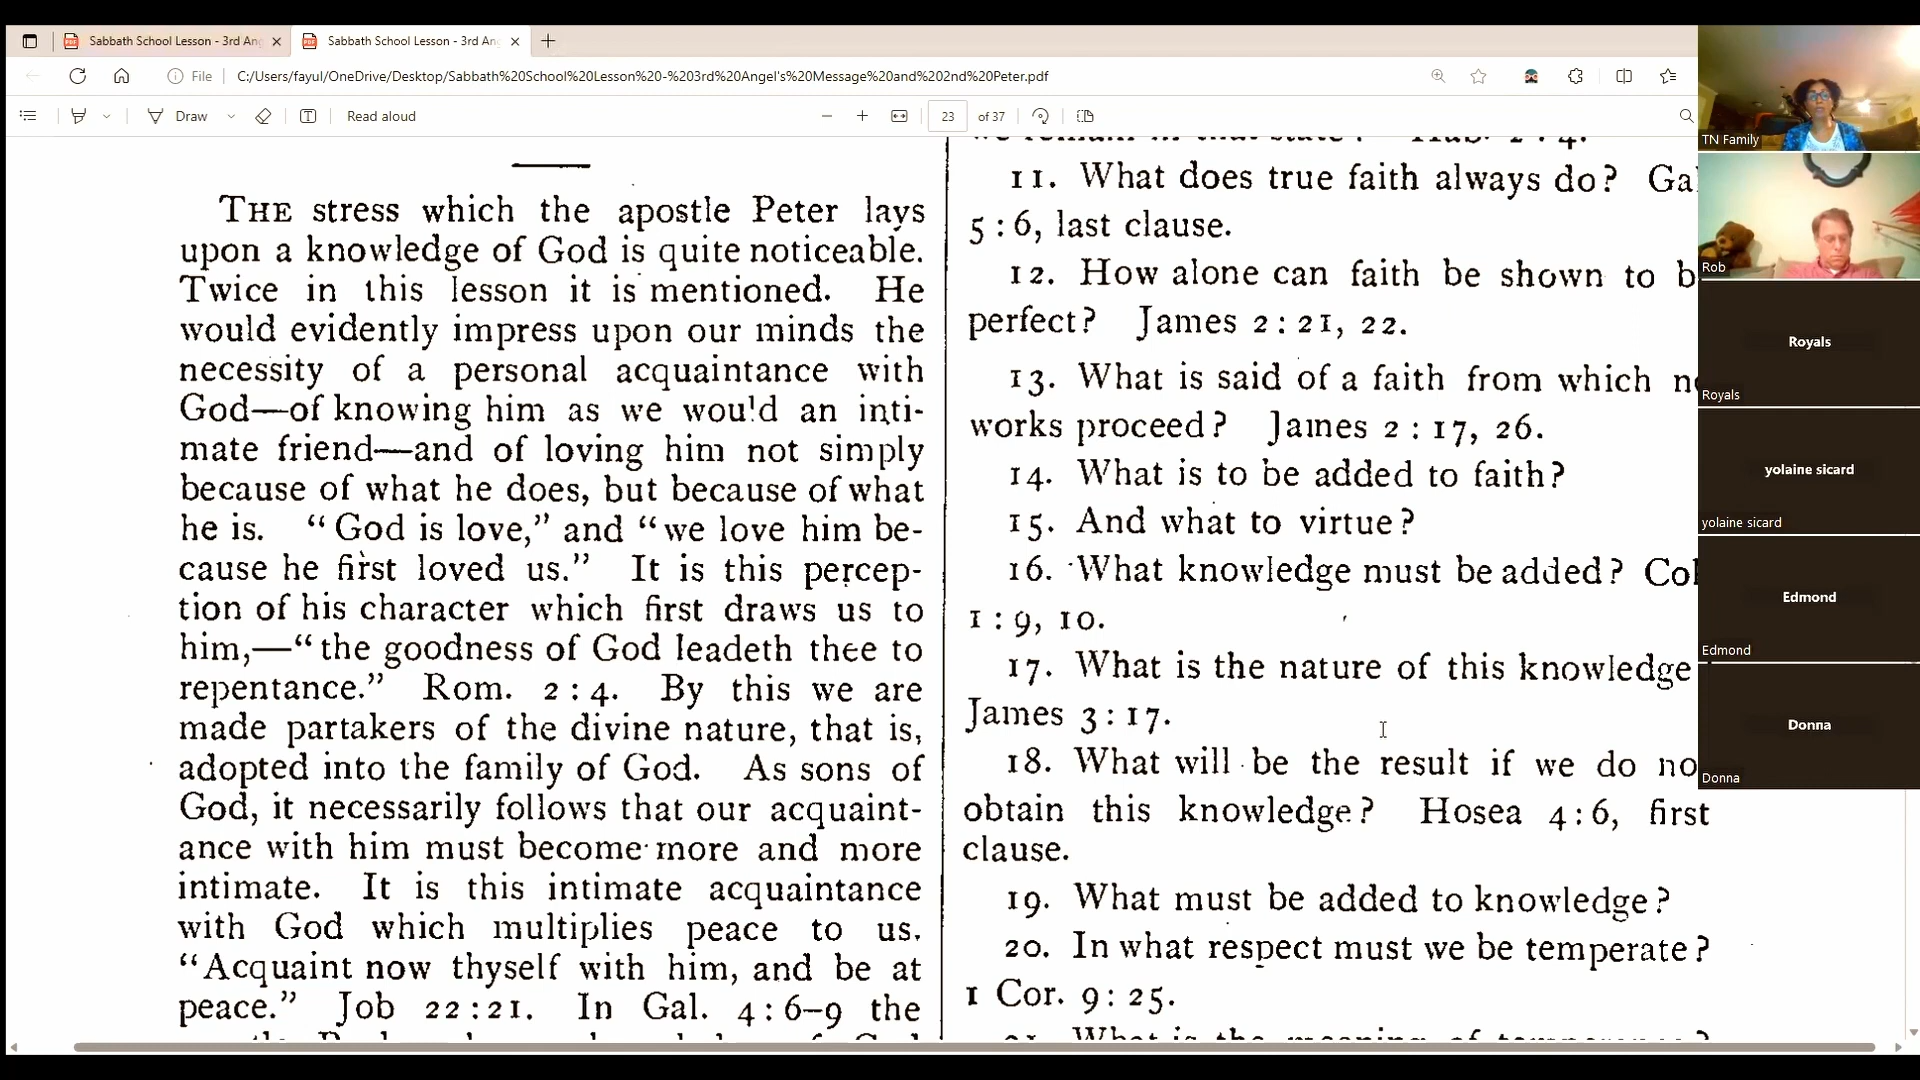 Sabbath School Lesson - 3rd An
Sabbath School Lesson - 3rd An
File
C:/Users/fayul/OneDrive/Desktop/Sabbath%20School%20Lesson%20-%203rd%20Angel's%20Message%20and%202nd%20Peter.pdf
Draw
Read aloud
23 of 37
THE stress which the apostle Peter lays
upon a knowledge of God is quite noticeable.
Twice in this lesson it is mentioned. He
would evidently impress upon our minds the
necessity of a personal acquaintance with
God—of knowing him as we would an inti-
mate friend—and of loving him not simply
because of what he does, but because of what
he is. “God is love,” and “we love him be-
cause he first loved us.” It is this percep-
tion of his character which first draws us to
him,—“the goodness of God leadeth thee to
repentance.” Rom. 2:4. By this we are
made partakers of the divine nature, that is,
adopted into the family of God. As sons of
God, it necessarily follows that our acquaint-
ance with him must become more and more
intimate. It is this intimate acquaintance
with God which multiplies peace to us.
“Acquaint now thyself with him, and be at
peace.” Job 22:21. In Gal. 4:6–9 the
11. What does true faith always do? Ga
5:6, last clause.
12. How alone can faith be shown to b
perfect? James 2:21, 22.
13. What is said of a faith from which n
works proceed? James 2:17, 26.
14. What is to be added to faith?
15. And what to virtue?
16. What knowledge must be added? Col
1:9, 10.
17. What is the nature of this knowledge
James 3:17.
18. What will be the result if we do no
obtain this knowledge? Hosea 4:6, first
clause.
19. What must be added to knowledge?
20. In what respect must we be temperate?
1 Cor. 9:25.
TN Family
Rob
Royals
Royals
yolaine sicard
yolaine sicard
Edmond
Edmond
Donna
Donna